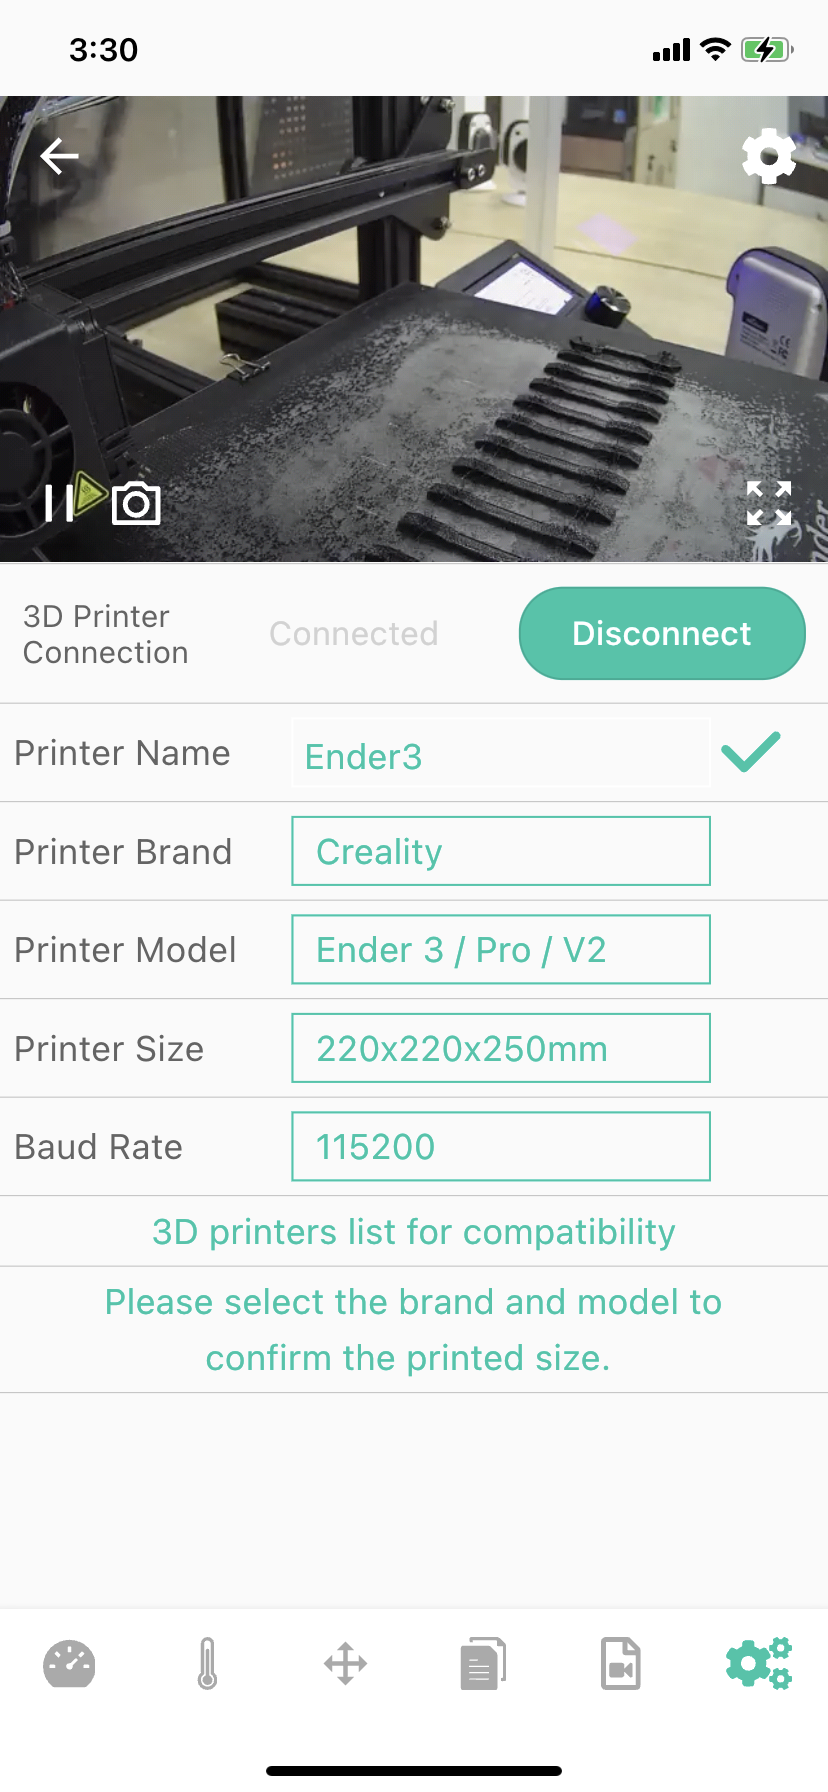 3:30
3D Printer
Connection
Connected
Disconnect
Printer Name
Ender3
Printer Brand
Creality
Printer Model
Ender 3 / Pro / V2
Printer Size
220x220x250mm
Baud Rate
115200
3D printers list for compatibility
Please select the brand and model to
confirm the printed size.